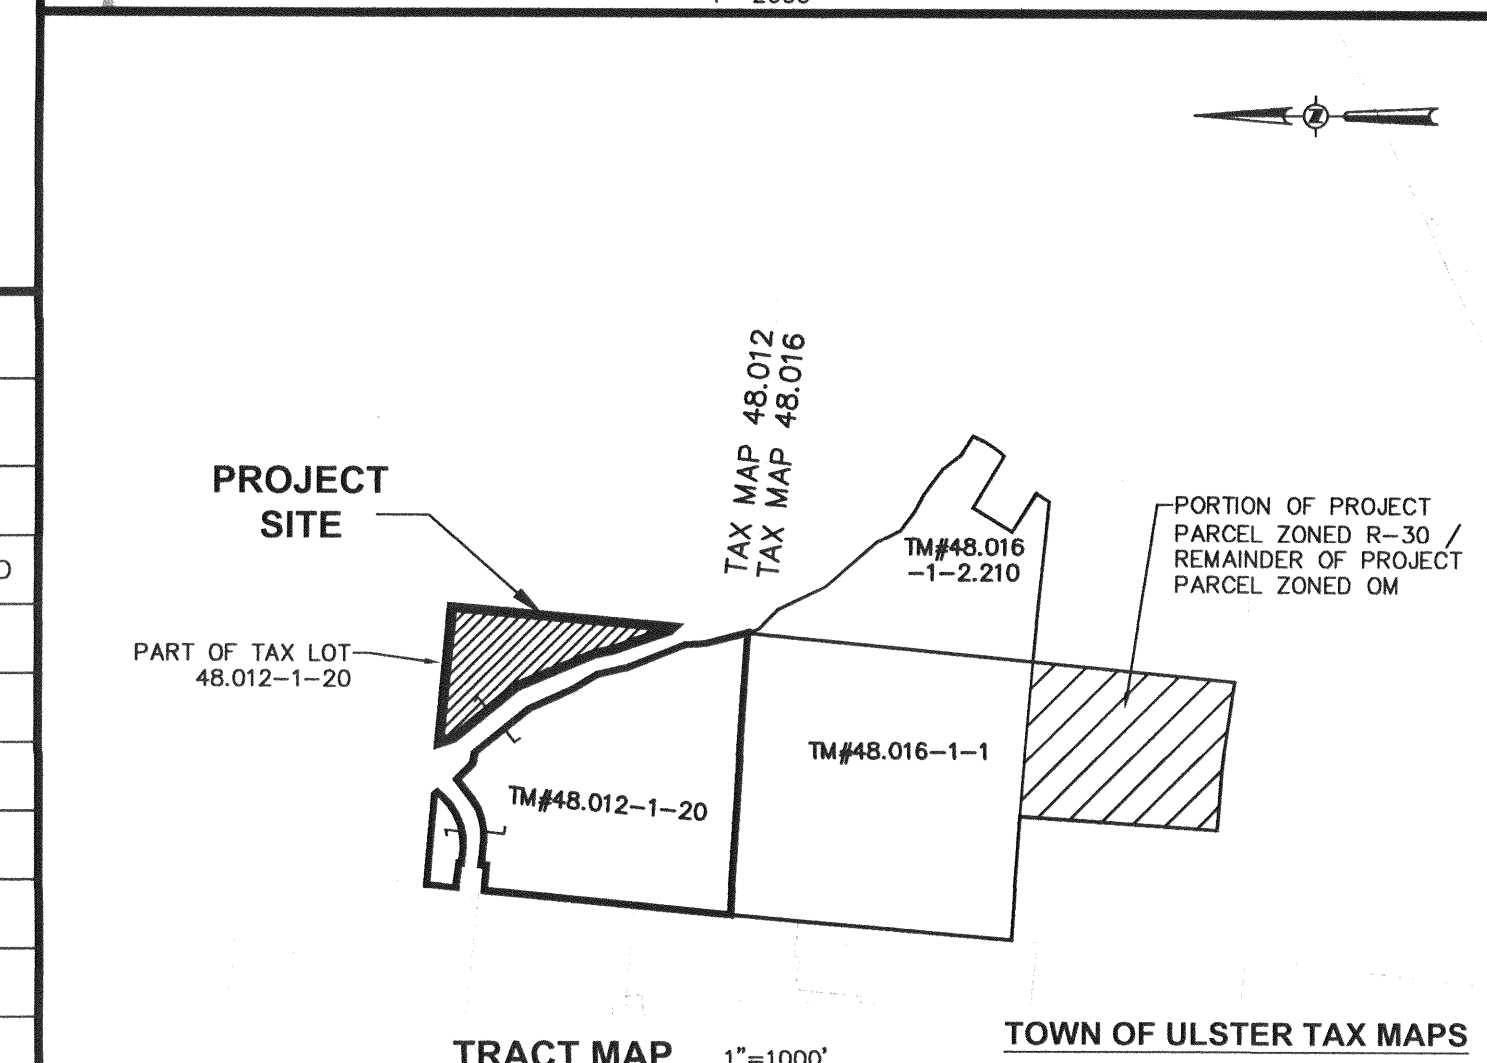 PROJECT
SITE
PART OF TAX LOT
48.012-1-20
TAX MAP 48.012
TAX MAP 48.016
TM#48.016
-1-2.210
PORTION OF PROJECT
PARCEL ZONED R-30 /
REMAINDER OF PROJECT
PARCEL ZONED OM
TM#48.016-1-1
TM#48.012-1-20
Z
TRACT MAP 1"=1000'
TOWN OF ULSTER TAX MAPS